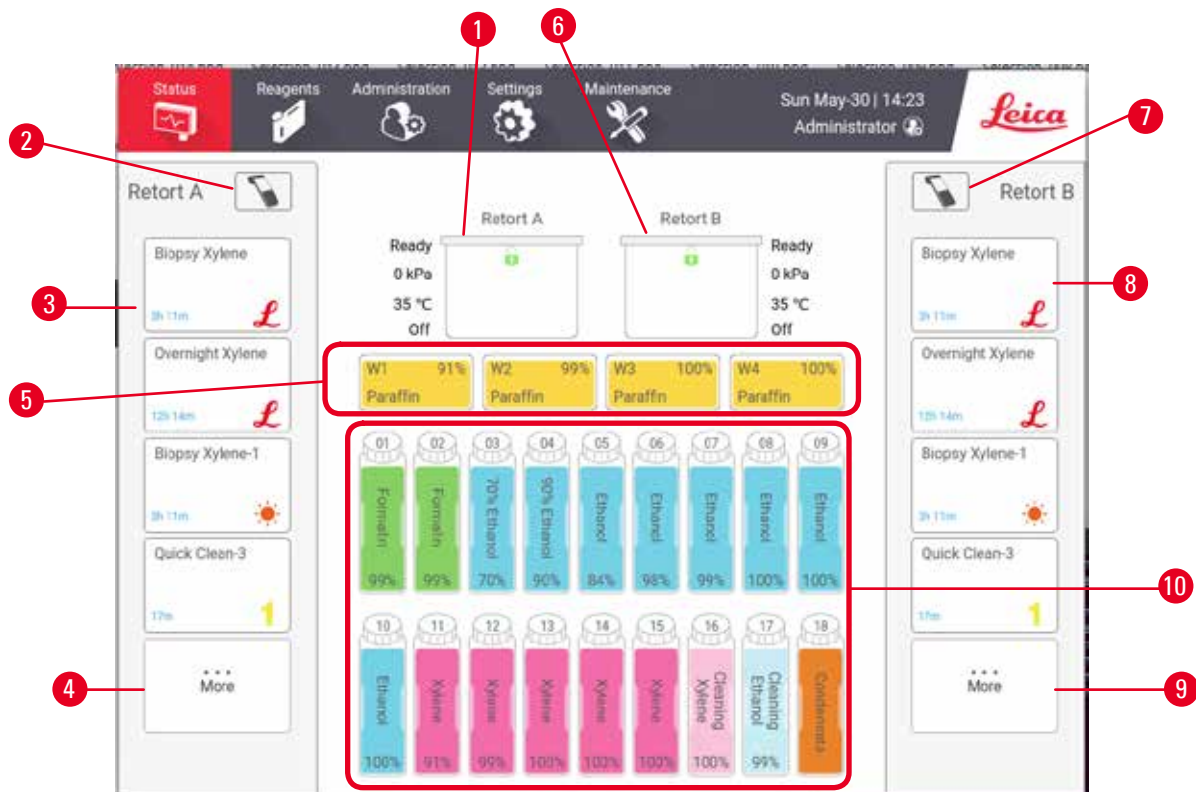 1
6
Status
Reagents
Administration
Settings
Maintenance
Sun May-30 | 14:23
Administrator
Leica
2
7
Retort A
Retort B
Retort A
Retort B
Ready
0 kPa
35 °C
Off
Ready
0 kPa
35 °C
Off
3
Biopsy Xylene
3h 11m
Overnight Xylene
12h 14m
Biopsy Xylene-1
3h 11m
Quick Clean-3
17m
1
4
... More
5
W1 91%
Paraffin
W2 99%
Paraffin
W3 100%
Paraffin
W4 100%
Paraffin
01 02 03 04 05 06 07 08 09
Formalin
Formalin
70% Ethanol
90% Ethanol
Ethanol
Ethanol
Ethanol
Ethanol
Ethanol
99% 99% 70% 90% 84% 98% 99% 100% 100%
10 11 12 13 14 15 16 17 18
Ethanol
Xylene
Xylene
Xylene
Xylene
Xylene
Cleaning
Xylene
Cleaning
Ethanol
Condensate
100% 91% 99% 100% 100% 100% 100% 99%
Biopsy Xylene
3h 11m
8
Overnight Xylene
12h 14m
Biopsy Xylene-1
3h 11m
Quick Clean-3
17m
1
10
... More
9